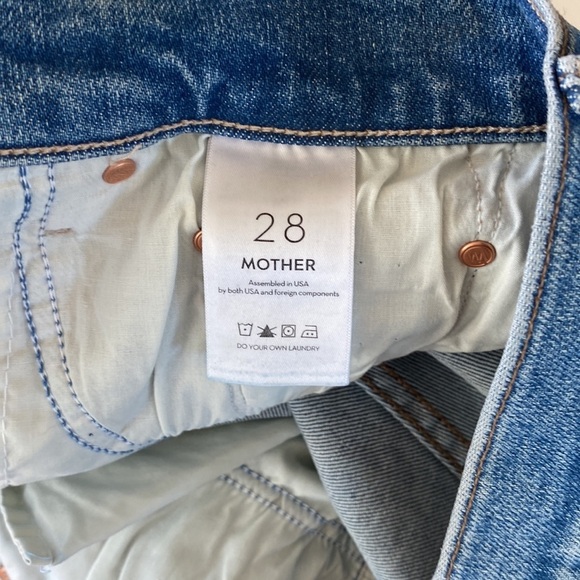 28
MOTHER
Assembled in USA
by both USA and foreign components
DO YOUR OWN LAUNDRY
M